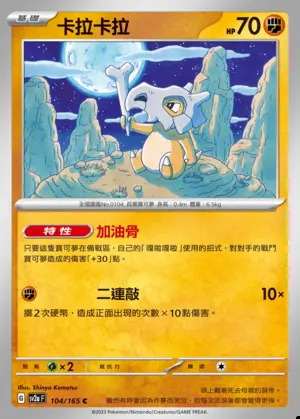 基礎 卡拉卡拉 HP 70
全國圖鑑No.0104 孤獨寶可夢 身高：0.4m 體重：6.5kg
特性 加油骨
只要這隻寶可夢在備戰區，自己的「嘎啦嘎啦」使用的招式，對對手的戰鬥
寶可夢造成的傷害「+30」點。
二連敲 10×
擲2次硬幣，造成正面出現的次數×10點傷害。
弱點 ×2 抵抗力 撤退
Illus. Shinya Komatsu
G sv2a F 104/165 C
©2023 Pokémon/Nintendo/Creatures/GAME FREAK.